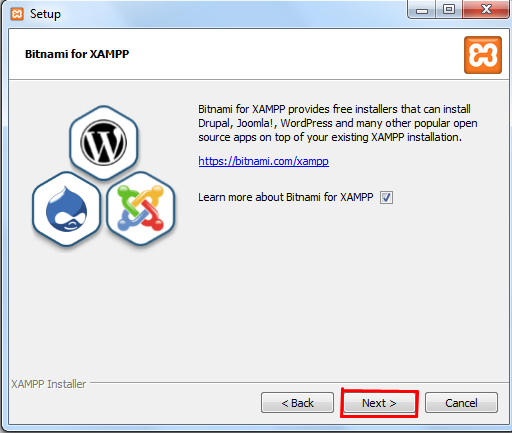 Setup
Bitnami for XAMPP
Bitnami for XAMPP provides free installers that can install
Drupal, Joomla!, WordPress and many other popular open
source apps on top of your existing XAMPP installation.
https://bitnami.com/xampp
Learn more about Bitnami for XAMPP
XAMPP Installer
< Back
Next >
Cancel